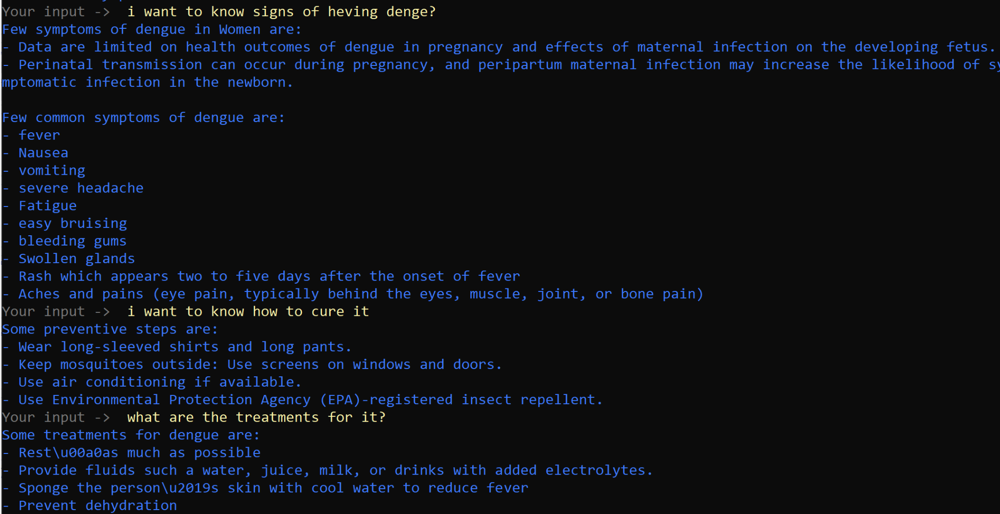 Your input ->  i want to know signs of heving denge?
Few symptoms of dengue in Women are:
- Data are limited on health outcomes of dengue in pregnancy and effects of maternal infection on the developing fetus.
- Perinatal transmission can occur during pregnancy, and peripartum maternal infection may increase the likelihood of sy
mptomatic infection in the newborn.
Few common symptoms of dengue are:
- fever
- Nausea
- vomiting
- severe headache
- Fatigue
- easy bruising
- bleeding gums
- Swollen glands
- Rash which appears two to five days after the onset of fever
- Aches and pains (eye pain, typically behind the eyes, muscle, joint, or bone pain)
Your input ->  i want to know how to cure it
Some preventive steps are:
- Wear long-sleeved shirts and long pants.
- Keep mosquitoes outside: Use screens on windows and doors.
- Use air conditioning if available.
- Use Environmental Protection Agency (EPA)-registered insect repellent.
Your input ->  what are the treatments for it?
Some treatments for dengue are:
- Rest\u00a0as much as possible
- Provide fluids such a water, juice, milk, or drinks with added electrolytes.
- Sponge the person\u2019s skin with cool water to reduce fever
- Prevent dehydration